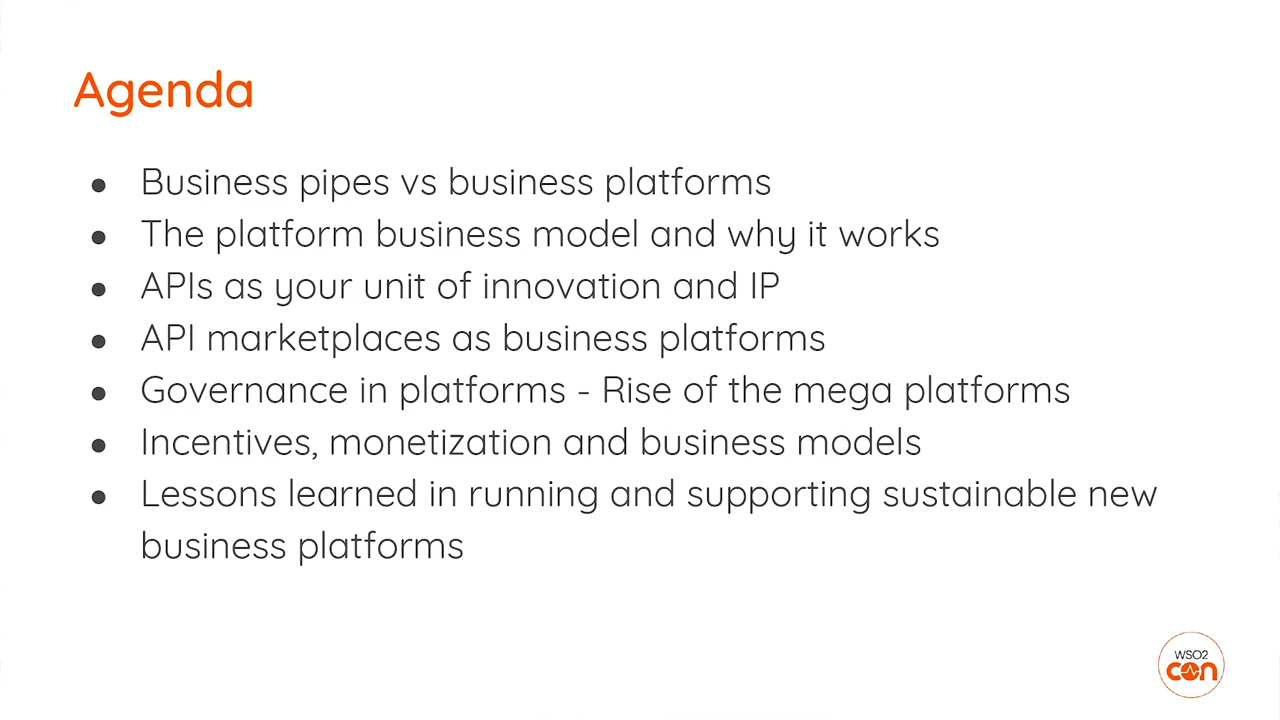 Agenda
● Business pipes vs business platforms
● The platform business model and why it works
● APIs as your unit of innovation and IP
● API marketplaces as business platforms
● Governance in platforms - Rise of the mega platforms
● Incentives, monetization and business models
● Lessons learned in running and supporting sustainable new
business platforms
WSO2
con